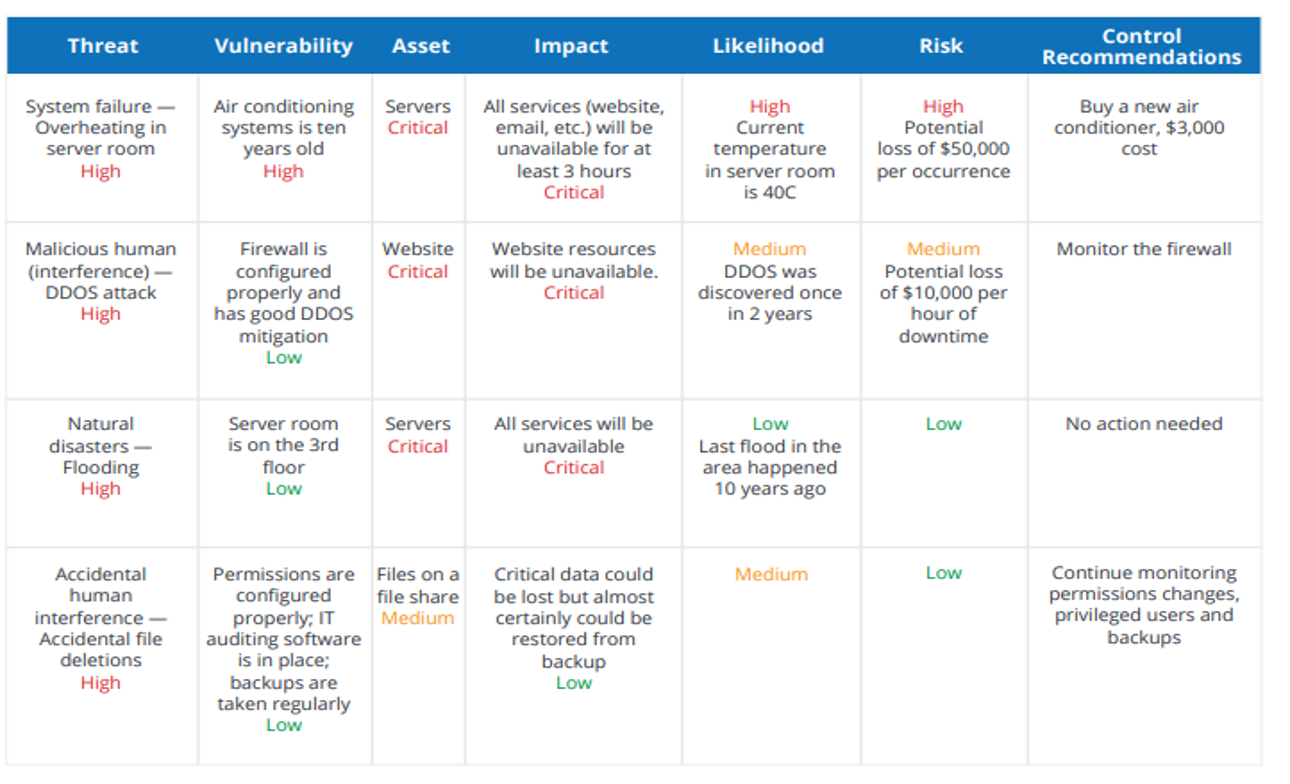 Threat
Vulnerability
Asset
Impact
Likelihood
Risk
Control
Recommendations
System failure —
Overheating in
server room
High
Air conditioning
systems is ten
years old
High
Servers
Critical
All services (website,
email, etc.) will be
unavailable for at
least 3 hours
Critical
High
Current
temperature
in server room
is 40C
High
Potential
loss of $50,000
per occurrence
Buy a new air
conditioner, $3,000
cost
Malicious human
(interference) —
DDOS attack
High
Firewall is
configured
properly and
has good DDOS
mitigation
Low
Website
Critical
Website resources
will be unavailable.
Critical
Medium
DDOS was
discovered once
in 2 years
Medium
Potential loss
of $10,000 per
hour of
downtime
Monitor the firewall
Natural
disasters —
Flooding
High
Server room
is on the 3rd
floor
Low
Servers
Critical
All services will be
unavailable
Critical
Low
Last flood in the
area happened
10 years ago
Low
No action needed
Accidental
human
interference —
Accidental file
deletions
High
Permissions are
configured
properly; IT
auditing software
is in place;
backups are
taken regularly
Low
Files on a
file share
Medium
Critical data could
be lost but almost
certainly could be
restored from
backup
Low
Medium
Low
Continue monitoring
permissions changes,
privileged users and
backups